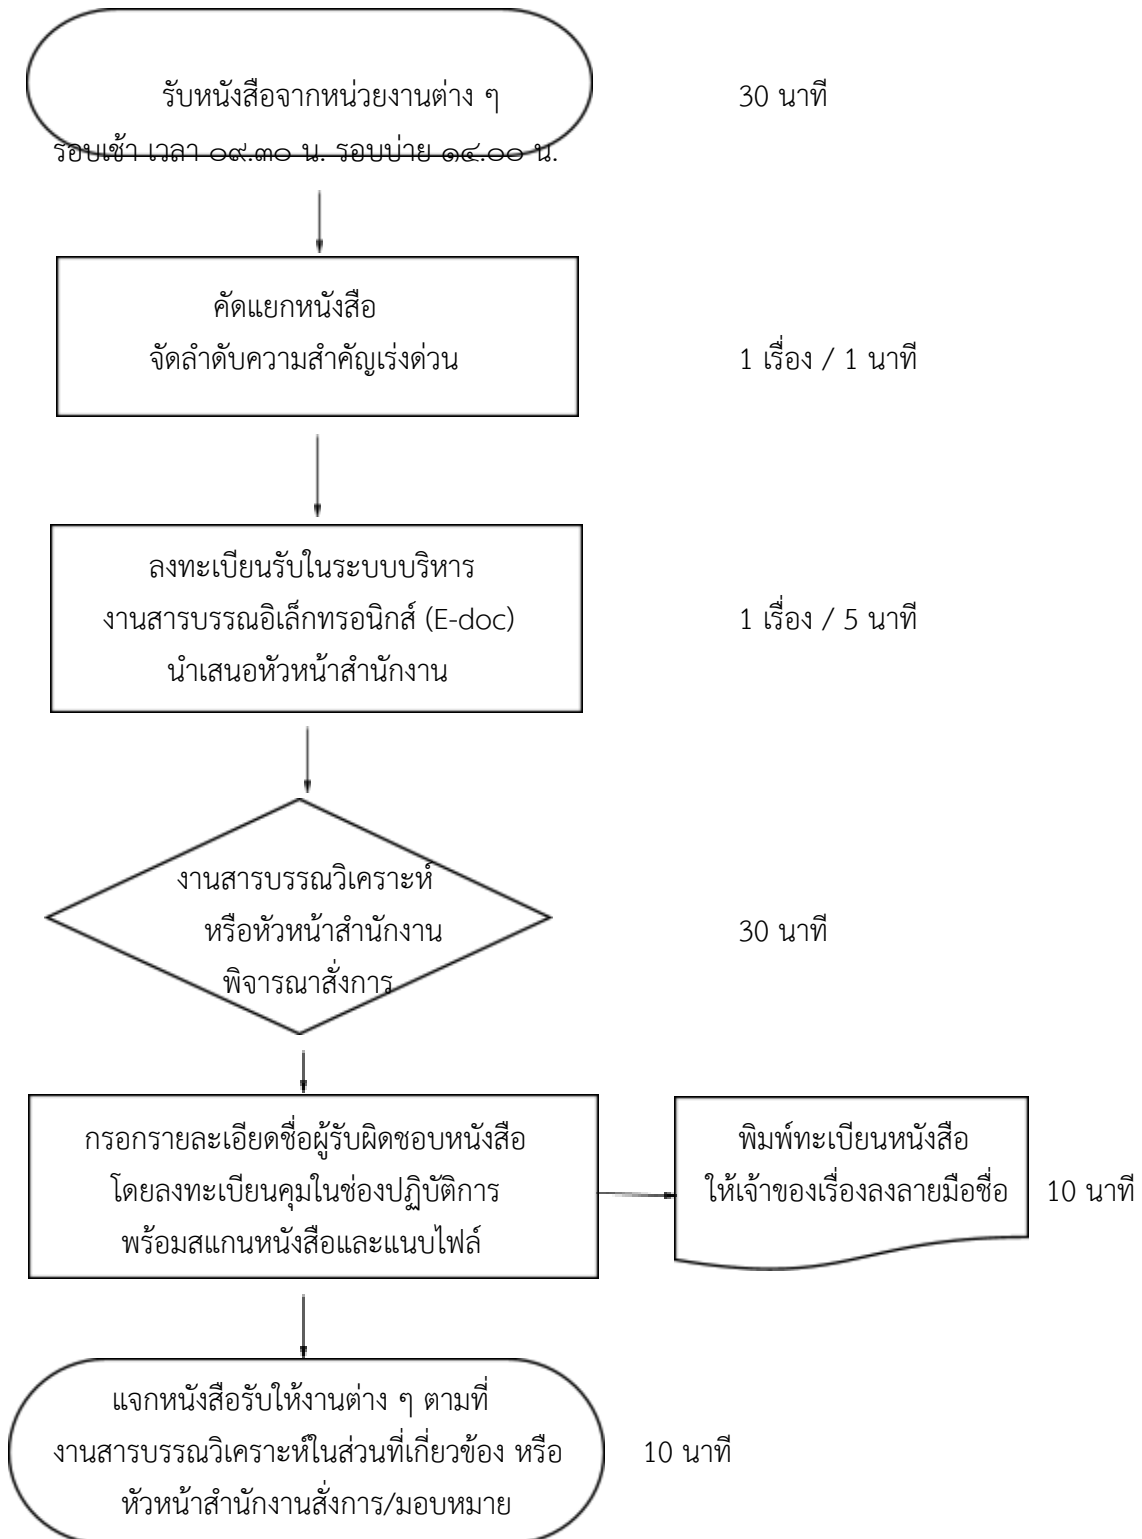 รับหนังสือจากหน่วยงานต่าง ๆ
30 นาที
รอบเช้า เวลา ๐๙.๓๐ น. รอบบ่าย ๑๔.๐๐ น.
คัดแยกหนังสือ
จัดลำดับความสำคัญเร่งด่วน
1 เรื่อง / 1 นาที
ลงทะเบียนรับในระบบบริหาร
งานสารบรรณอิเล็กทรอนิกส์ (E-doc)
1 เรื่อง / 5 นาที
นำเสนอหัวหน้าสำนักงาน
งานสารบรรณวิเคราะห์
หรือหัวหน้าสำนักงาน
30 นาที
พิจารณาสั่งการ
กรอกรายละเอียดชื่อผู้รับผิดชอบหนังสือ
โดยลงทะเบียนคุมในช่องปฏิบัติการ
พร้อมสแกนหนังสือและแนบไฟล์
พิมพ์ทะเบียนหนังสือ
ให้เจ้าของเรื่องลงลายมือชื่อ
10 นาที
แจกหนังสือรับให้งานต่าง ๆ ตามที่
งานสารบรรณวิเคราะห์ในส่วนที่เกี่ยวข้อง หรือ
10 นาที
หัวหน้าสำนักงานสั่งการ/มอบหมาย